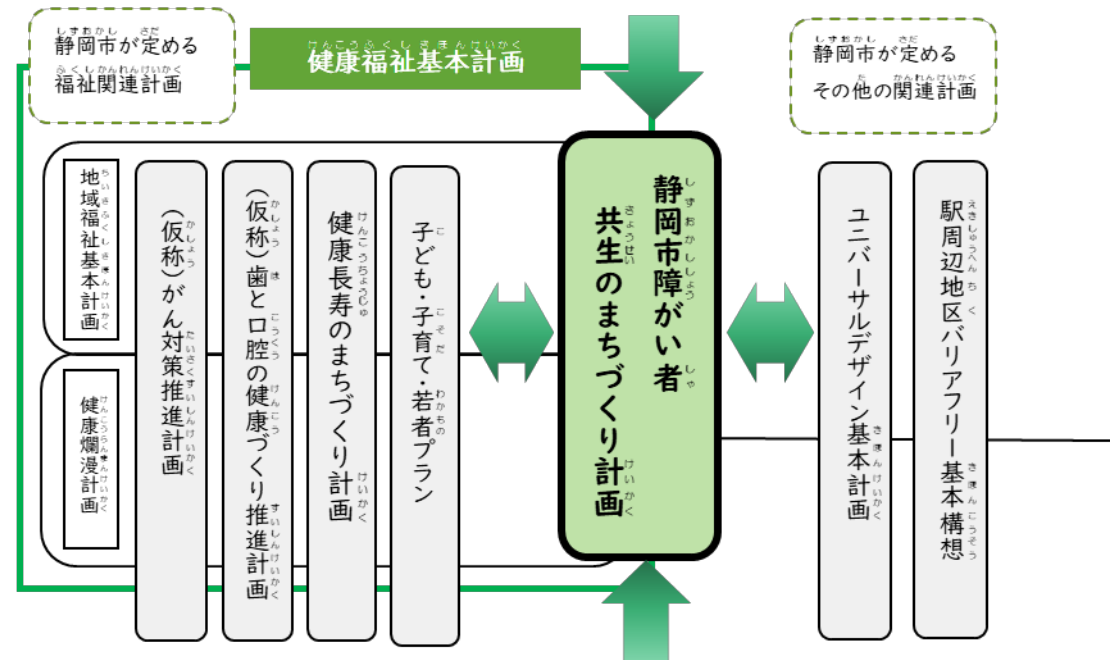 静岡市が定める
福祉関連計画
健康福祉基本計画
静岡市が定める
その他の関連計画
地域福祉基本計画
健康爛漫計画
（仮称）がん対策推進計画
（仮称）歯と口腔の健康づくり推進計画
健康長寿のまちづくり計画
子ども・子育て・若者プラン
静岡市障がい者
共生のまちづくり計画
ユニバーサルデザイン基本計画
駅周辺地区バリアフリー基本構想